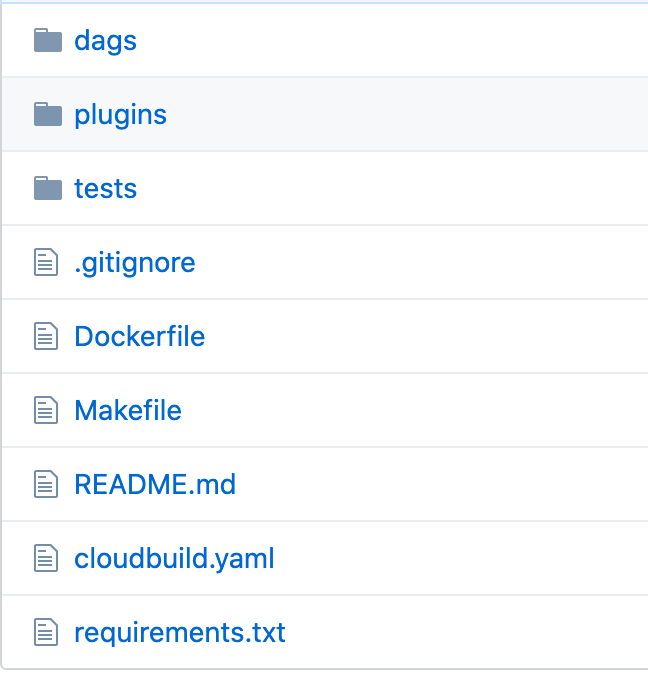 dags
plugins
tests
.gitignore
Dockerfile
Makefile
README.md
cloudbuild.yaml
requirements.txt